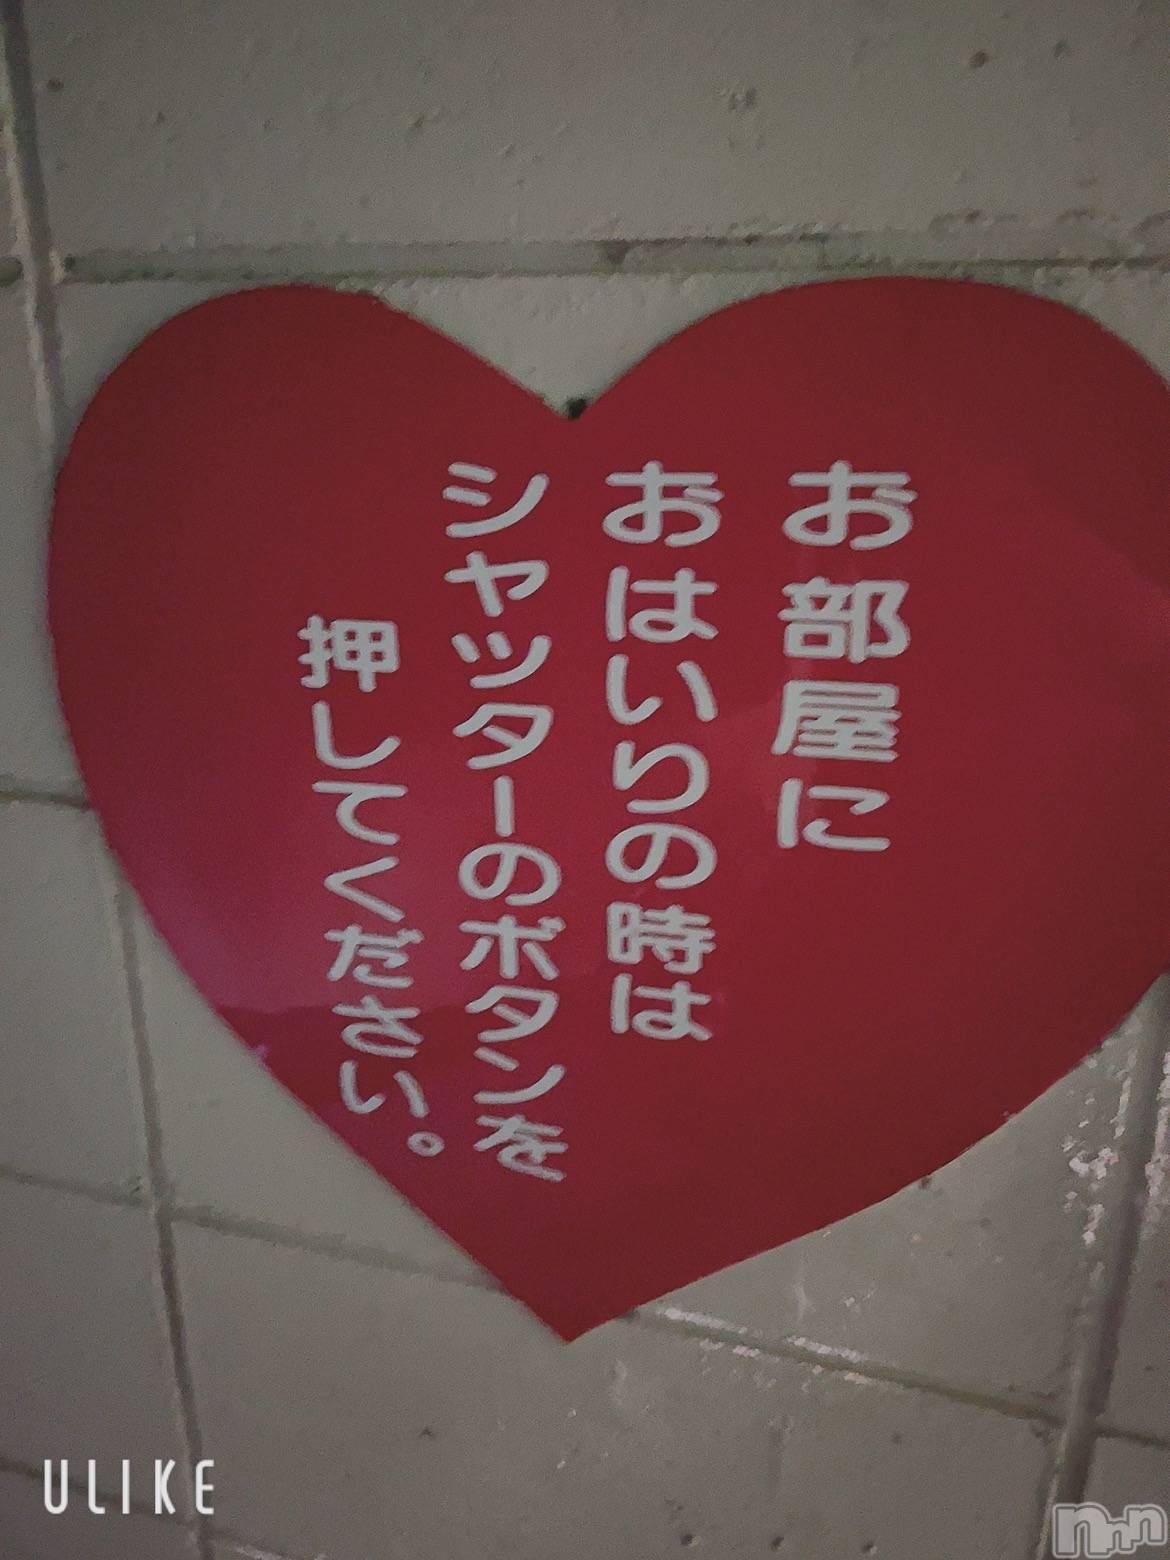 お部屋に
おはいりの時は
シャッターのボタンを
押してください。
ULIKE
nnn